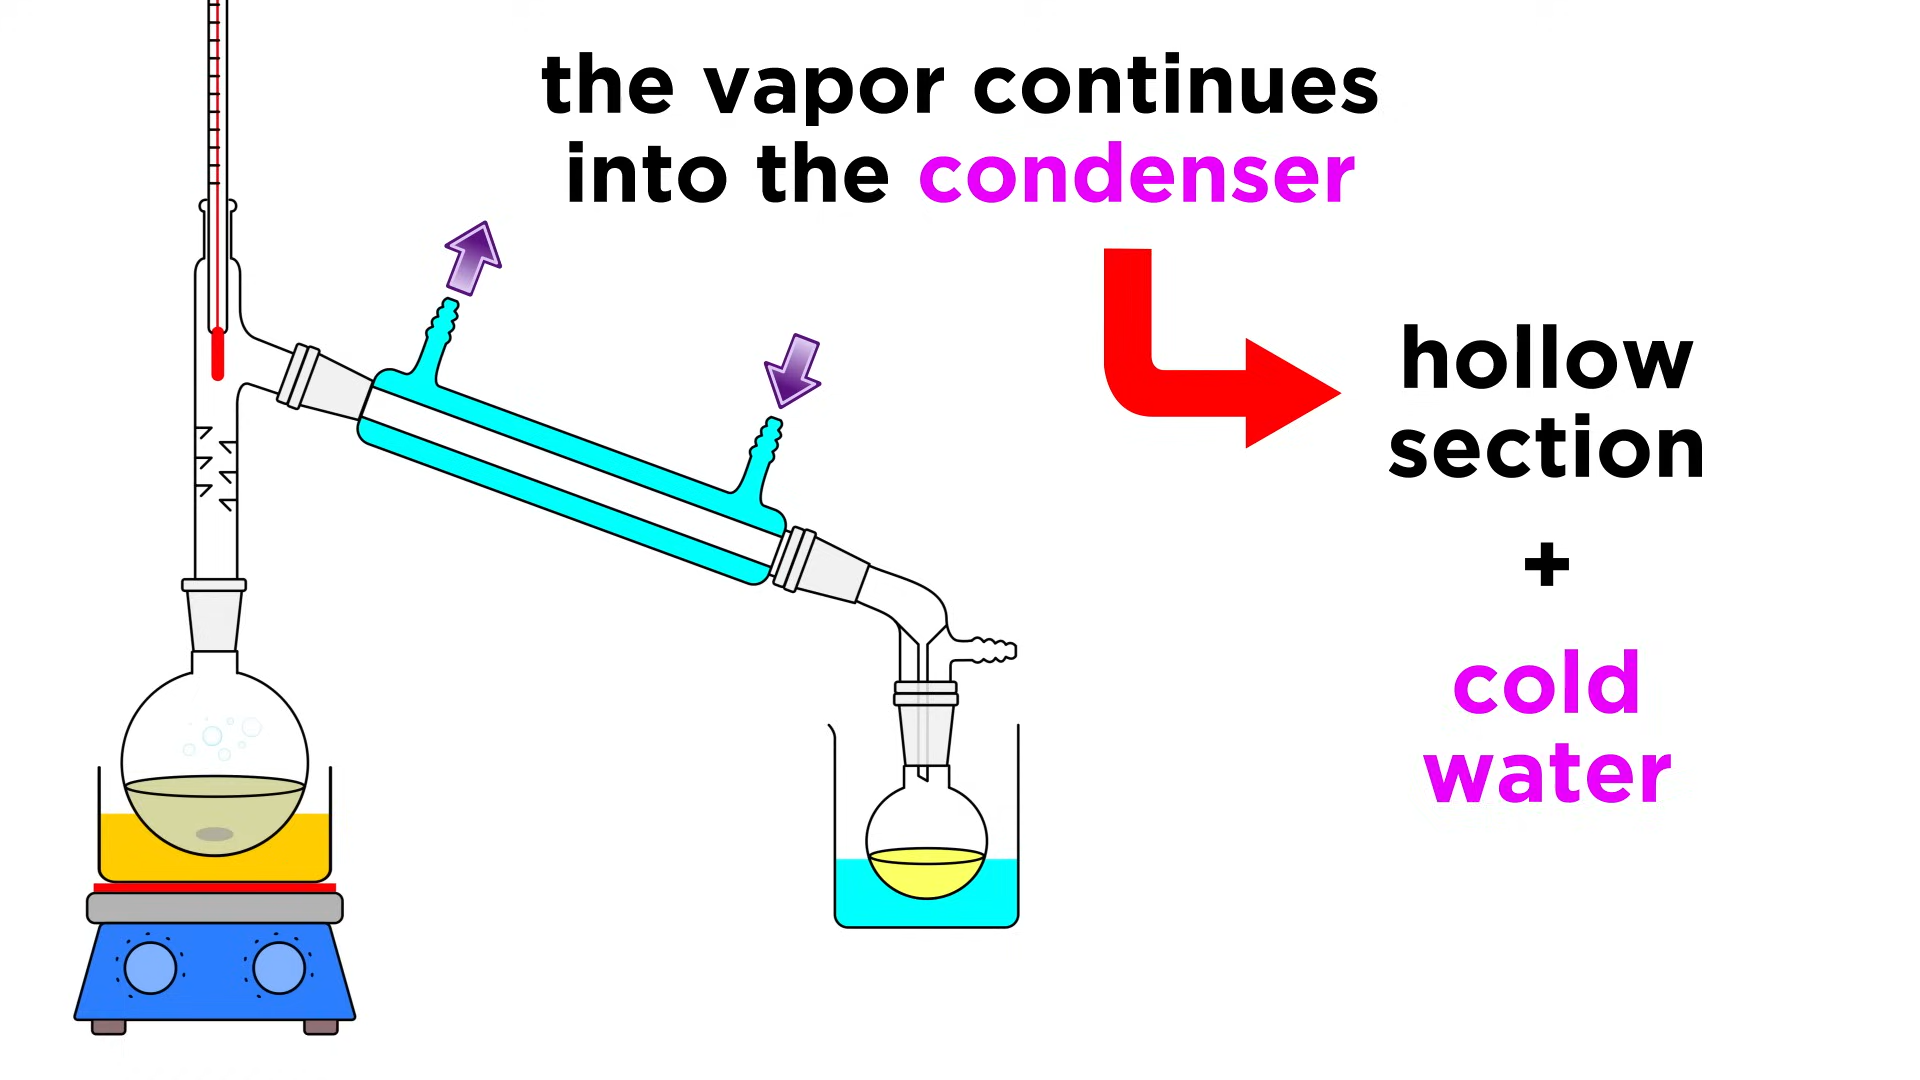 the vapor continues
into the condenser
hollow
section
+
cold
water